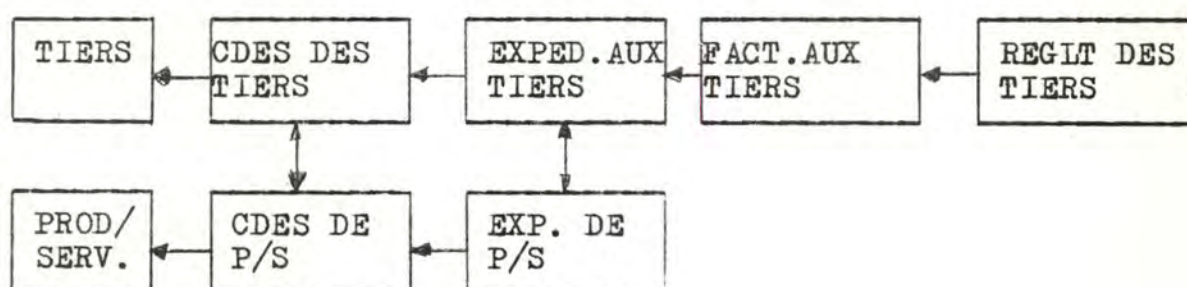 TIERS
CDES DES
TIERS
EXPED.AUX
TIERS
FACT.AUX
TIERS
REGLT DES
TIERS
PROD/
SERV.
CDES DE
P/S
EXP. DE
P/S